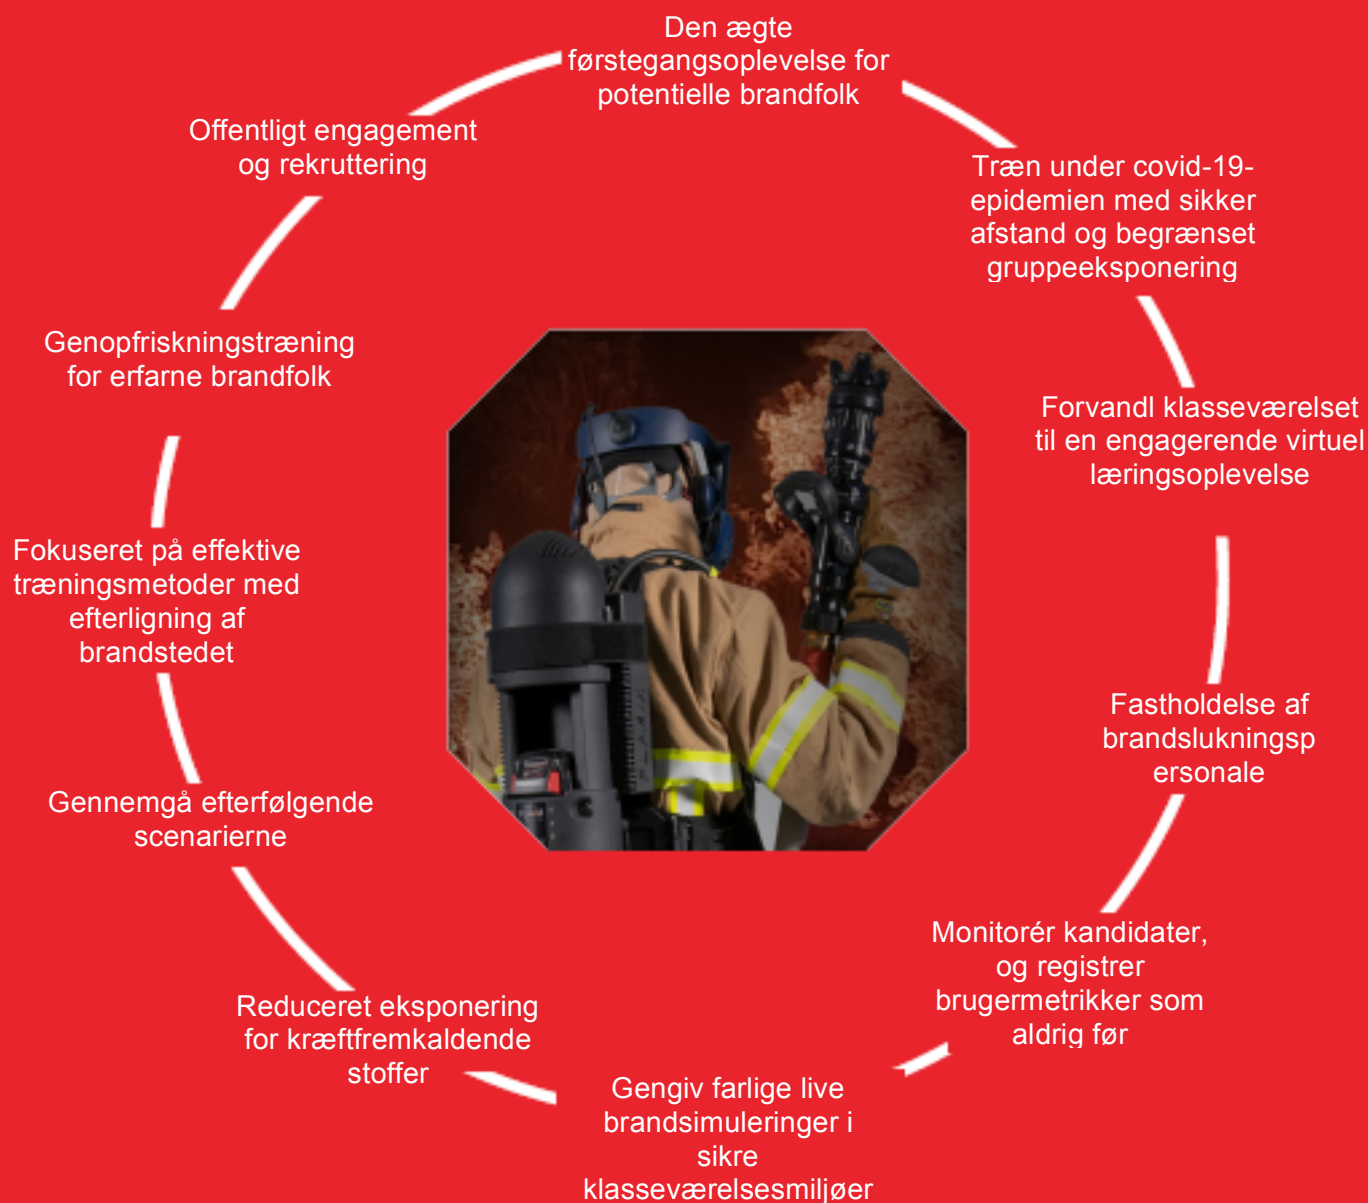 Den ægte
førstegangsoplevelse for
potentielle brandfolk
Træn under covid-19-
epidemien med sikker
afstand og begrænset
gruppeeksponering
Forvandl klasseværelset
til en engagerende virtuel
læringsoplevelse
Fastholdelse af
brandslukningsp
ersonale
Monitorér kandidater,
og registrer
brugermetrikker som
aldrig før
Gengiv farlige live
brandsimuleringer i
sikre
klasseværelsesmiljøer
Reduceret eksponering
for kræftfremkaldende
stoffer
Gennemgå efterfølgende
scenarierne
Fokuseret på effektive
træningsmetoder med
efterligning af
brandstedet
Genopfriskningstræning
for erfarne brandfolk
Offentligt engagement
og rekruttering